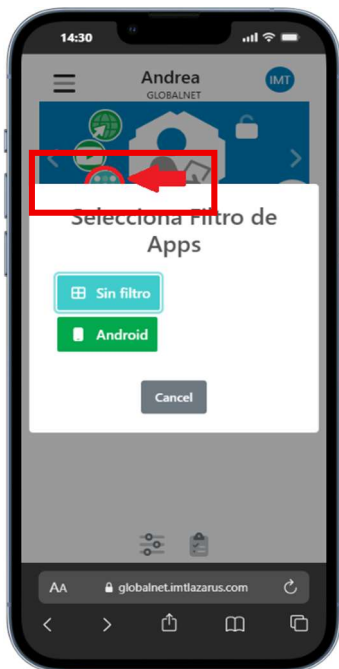 14:30
Andrea
GLOBALNET
IMT
Selecciona Filtro de
Apps
Sin filtro
Android
Cancel
AA
globalnet.imtlazarus.com